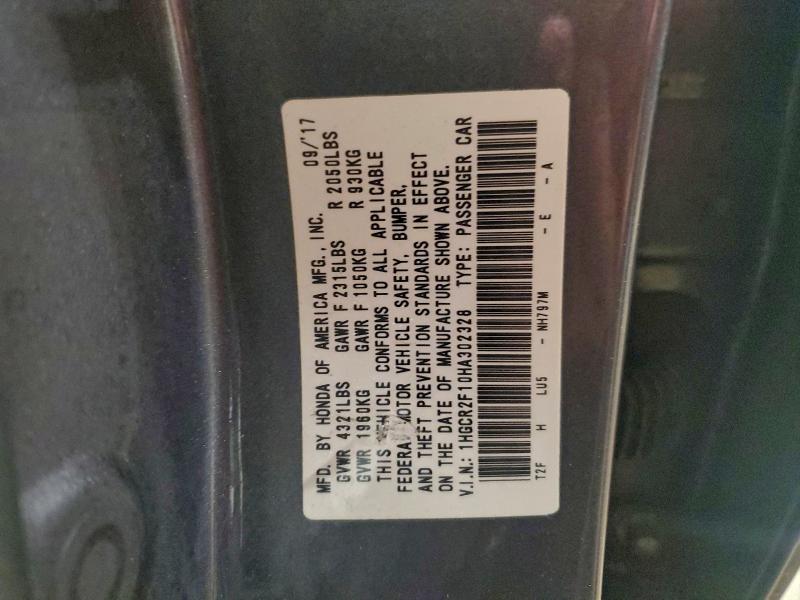 MFD. BY HONDA OF AMERICA MFG., INC. 09/'17
GVWR 4321LBS GAWR F 2315LBS R 2050LBS
GVWR 1960KG GAWR F 1050KG R 930KG
THIS VEHICLE CONFORMS TO ALL APPLICABLE
FEDERAL MOTOR VEHICLE SAFETY, BUMPER,
AND THEFT PREVENTION STANDARDS IN EFFECT
ON THE DATE OF MANUFACTURE SHOWN ABOVE.
V.I.N.: 1HGCR2F10HA302328 TYPE: PASSENGER CAR
T2F H LU5 - NH797M - E - A